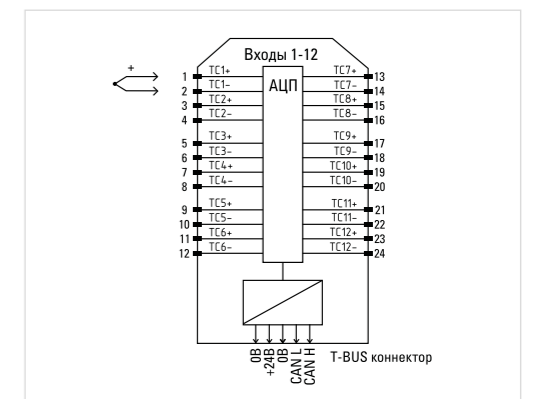 Входы 1-12
АЦП
+
1 TC1+ TC7+ 13
2 TC1– TC7– 14
3 TC2+ TC8+ 15
4 TC2– TC8– 16
5 TC3+ TC9+ 17
6 TC3– TC9– 18
7 TC4+ TC10+ 19
8 TC4– TC10– 20
9 TC5+ TC11+ 21
10 TC5– TC11– 22
11 TC6+ TC12+ 23
12 TC6– TC12– 24
0В
+24В
0В
CAN L
CAN H
T-BUS коннектор